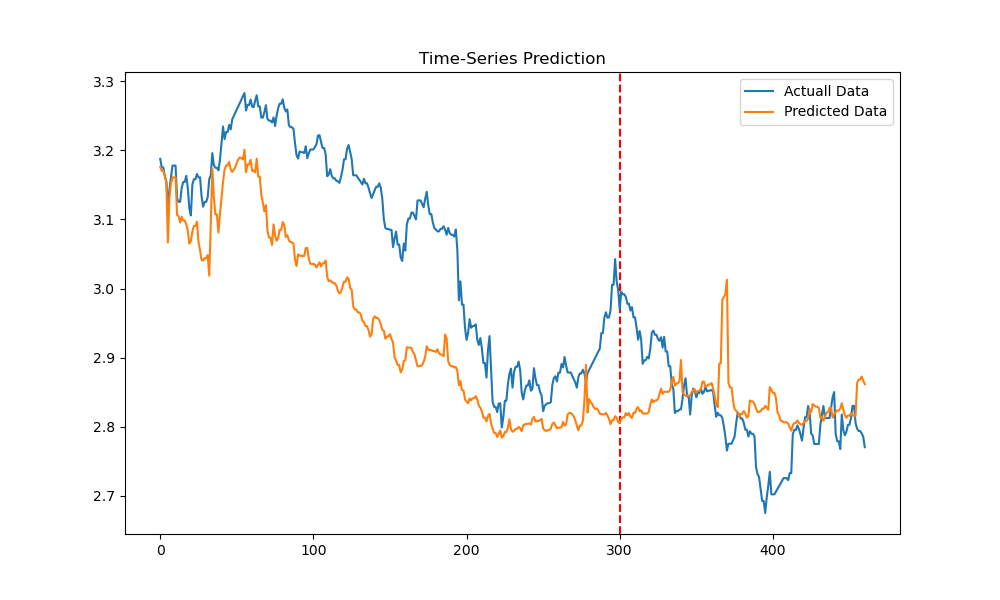 Time-Series Prediction
3.3
3.2
3.1
3.0
2.9
2.8
2.7
0 100 200 300 400
Actuall Data
Predicted Data